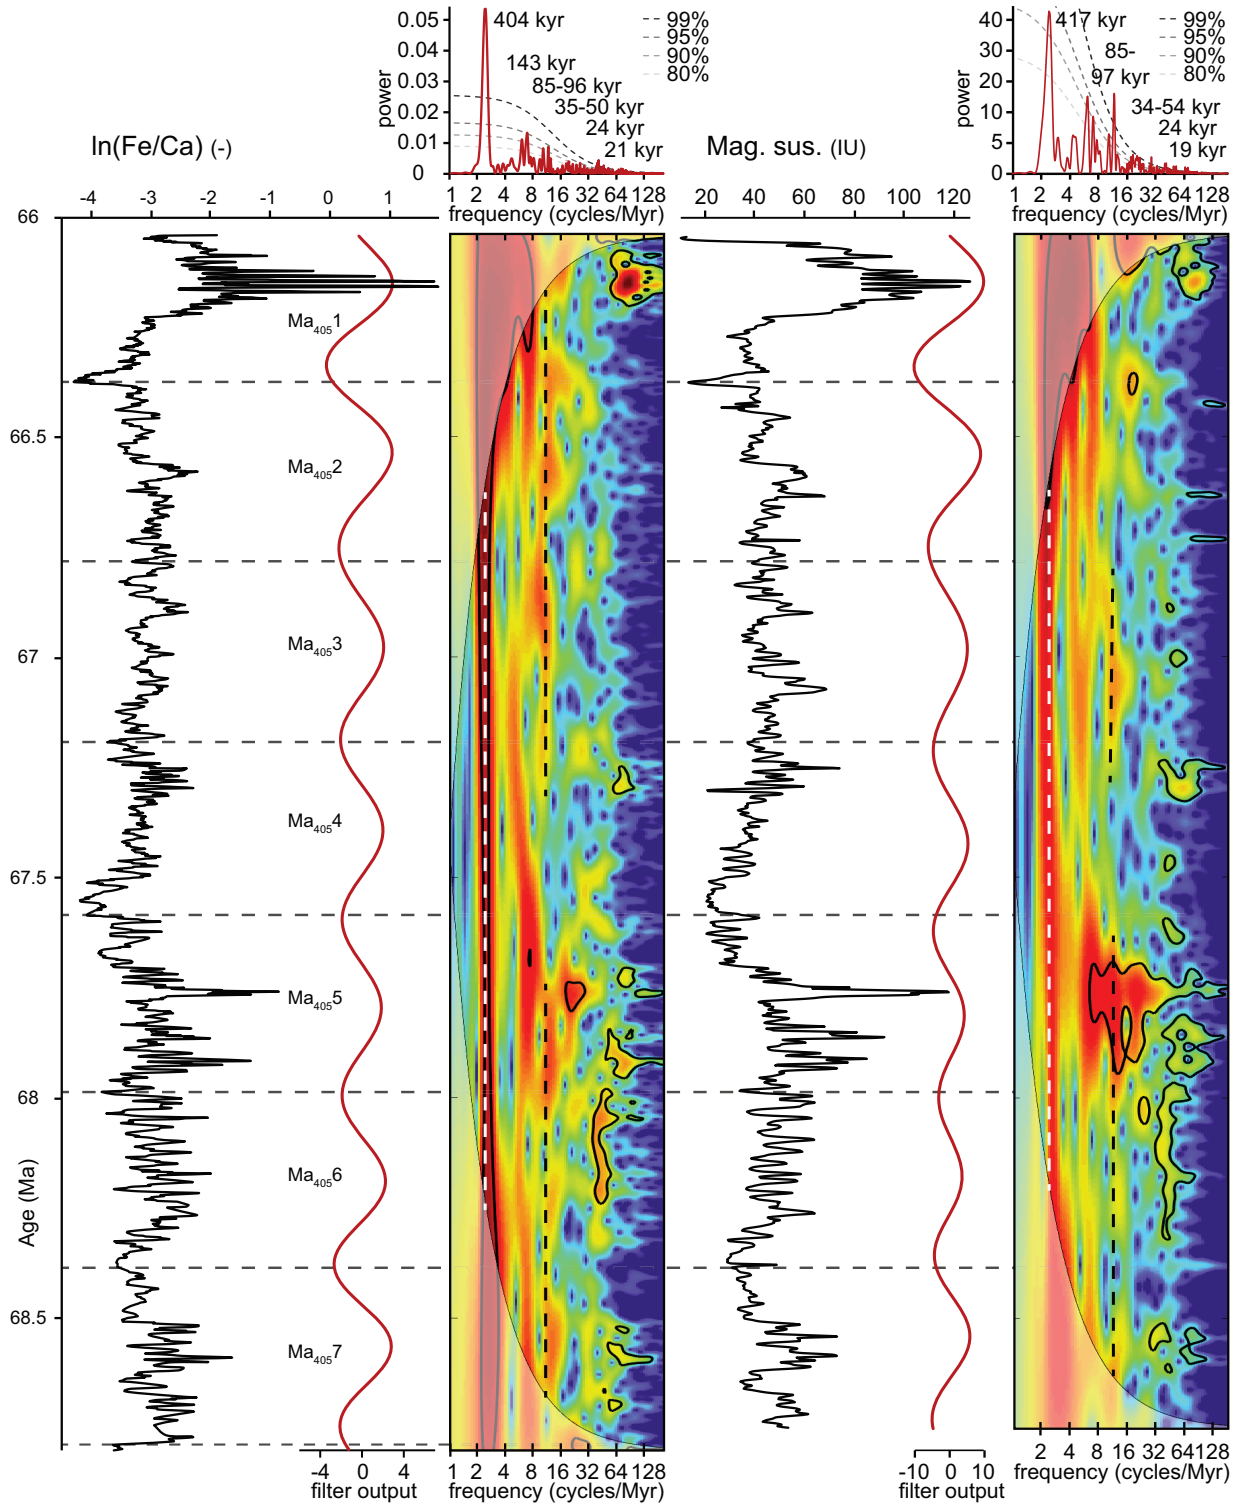 0.05
0.04
0.03
0.02
0.01
0
power
404 kyr
143 kyr
85-96 kyr
35-50 kyr
24 kyr
21 kyr
99%
95%
90%
80%
1 2 4 8 16 32 64 128
frequency (cycles/Myr)
40
30
20
10
5
0
power
417 kyr
85-
97 kyr
34-54 kyr
24 kyr
19 kyr
99%
95%
90%
80%
1 2 4 8 16 32 64 128
frequency (cycles/Myr)
ln(Fe/Ca) (-)
-4 -3 -2 -1 0 1
Mag. sus. (IU)
20 40 60 80 100 120
66
66.5
67
67.5
68
68.5
Age (Ma)
Ma4051
Ma4052
Ma4053
Ma4054
Ma4055
Ma4056
Ma4057
-4 0 4
filter output
1 2 4 8 16 32 64 128
frequency (cycles/Myr)
-10 0 10
filter output
2 4 8 16 32 64 128
frequency (cycles/Myr)